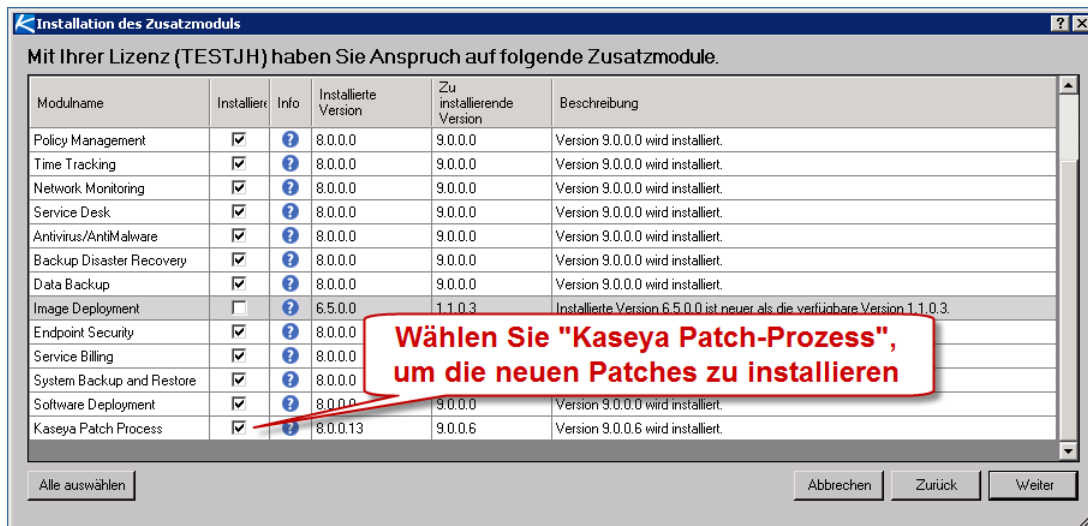 Installation des Zusatzmoduls
Mit Ihrer Lizenz (TESTJH) haben Sie Anspruch auf folgende Zusatzmodule.
Modulname Installiere Info Installierte Version Zu installierende Version Beschreibung
Policy Management 8.0.0.0 9.0.0.0 Version 9.0.0.0 wird installiert.
Time Tracking 8.0.0.0 9.0.0.0 Version 9.0.0.0 wird installiert.
Network Monitoring 8.0.0.0 9.0.0.0 Version 9.0.0.0 wird installiert.
Service Desk 8.0.0.0 9.0.0.0 Version 9.0.0.0 wird installiert.
Antivirus/AntiMalware 8.0.0.0 9.0.0.0 Version 9.0.0.0 wird installiert.
Backup Disaster Recovery 8.0.0.0 9.0.0.0 Version 9.0.0.0 wird installiert.
Data Backup 8.0.0.0 9.0.0.0 Version 9.0.0.0 wird installiert.
Image Deployment 6.5.0.0 1.1.0.3 Installierte Version 6.5.0.0 ist neuer als die verfügbare Version 1.1.0.3.
Endpoint Security 8.0.0.0
Service Billing 8.0.0.0
System Backup and Restore 8.0.0.0
Software Deployment 8.0.0.0 9.0.0.0 Version 9.0.0.0 wird installiert.
Kaseya Patch Process 8.0.0.13 9.0.0.6 Version 9.0.0.6 wird installiert.
Wählen Sie "Kaseya Patch-Prozess",
um die neuen Patches zu installieren
Alle auswählen Abbrechen Zurück Weiter